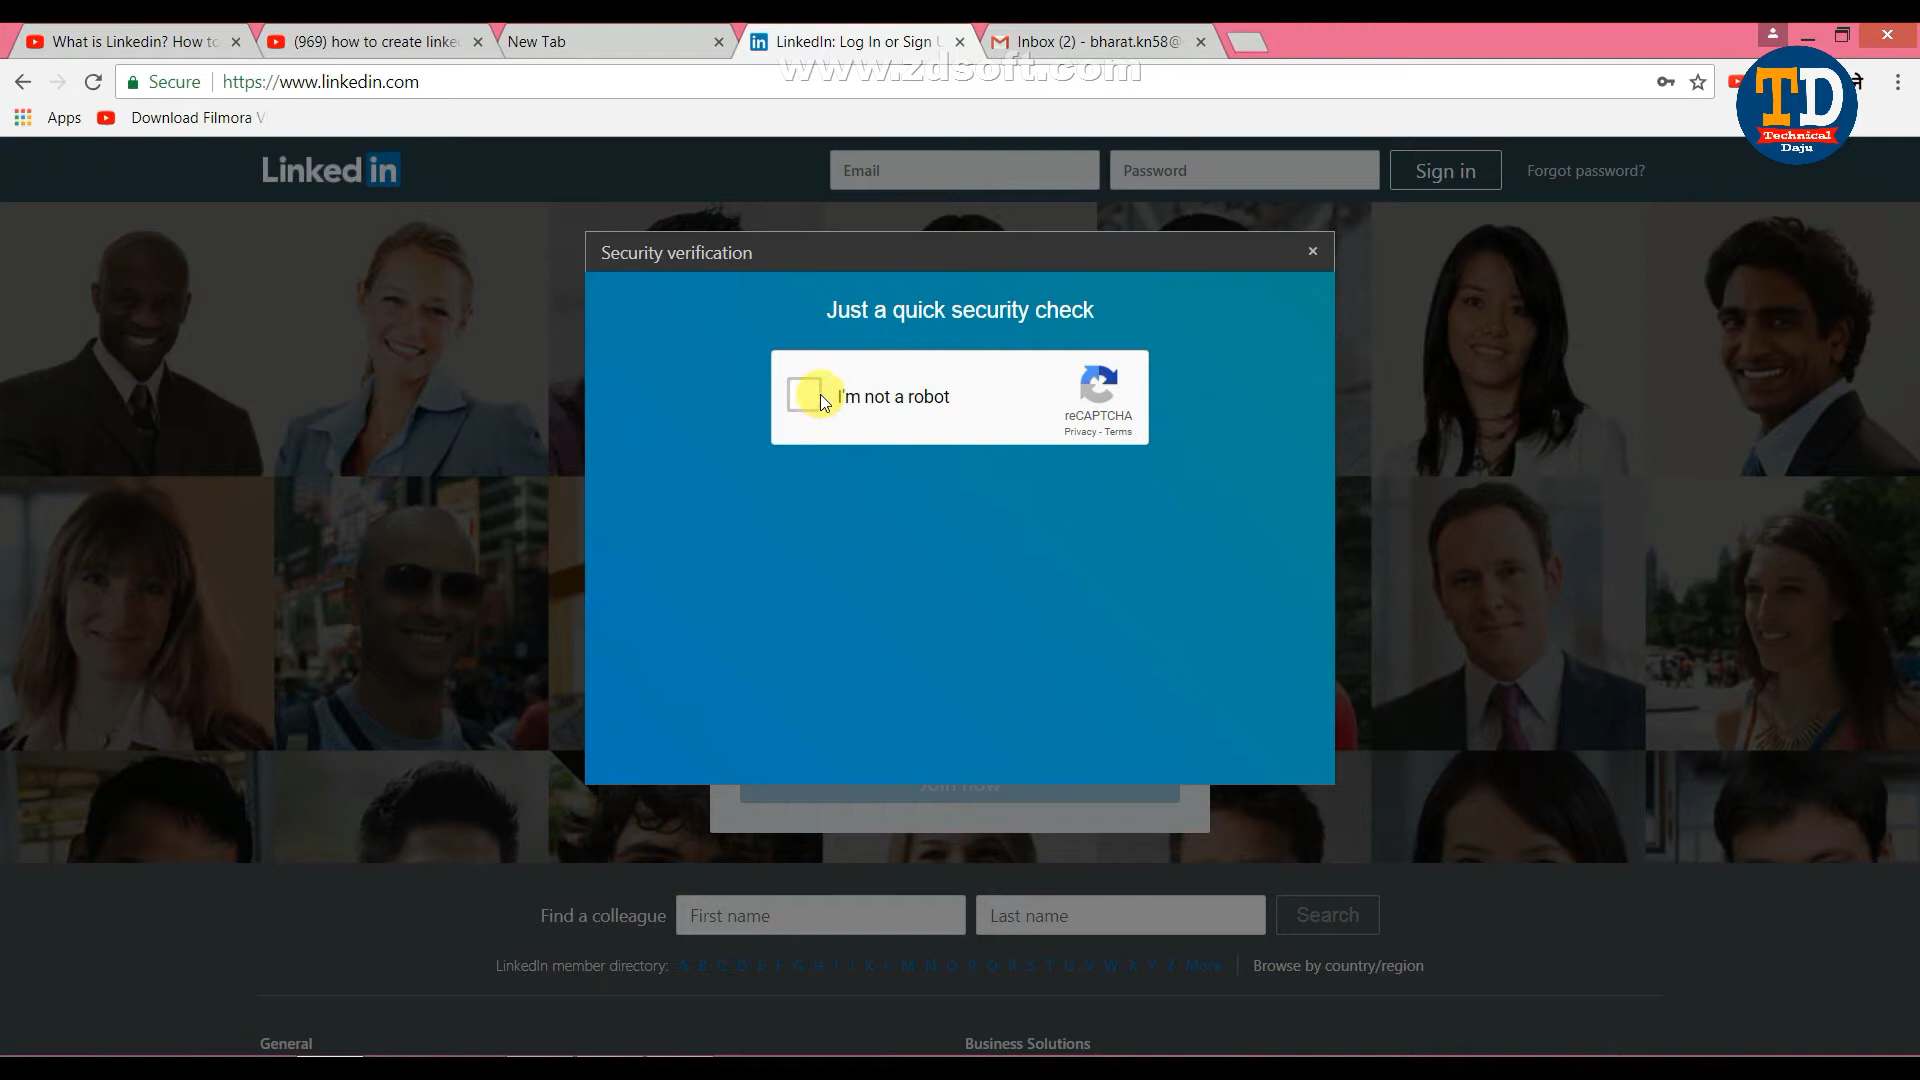 What is Linkedin? How to
(969) how to create linke
New Tab
LinkedIn: Log In or Sign U
Inbox (2) - bharat.kn58@
www.zdsoft.com
Secure
https://www.linkedin.com
Apps
Download Filmora V
TD
Technical
Daju
Linked in
Email
Password
Sign in
Forgot password?
Security verification
Just a quick security check
I'm not a robot
reCAPTCHA
Privacy - Terms
Join now
Find a colleague
First name
Last name
Search
LinkedIn member directory: A B C D E F G H I J K L M N O P Q R S T U V W X Y Z More
Browse by country/region
General
Business Solutions